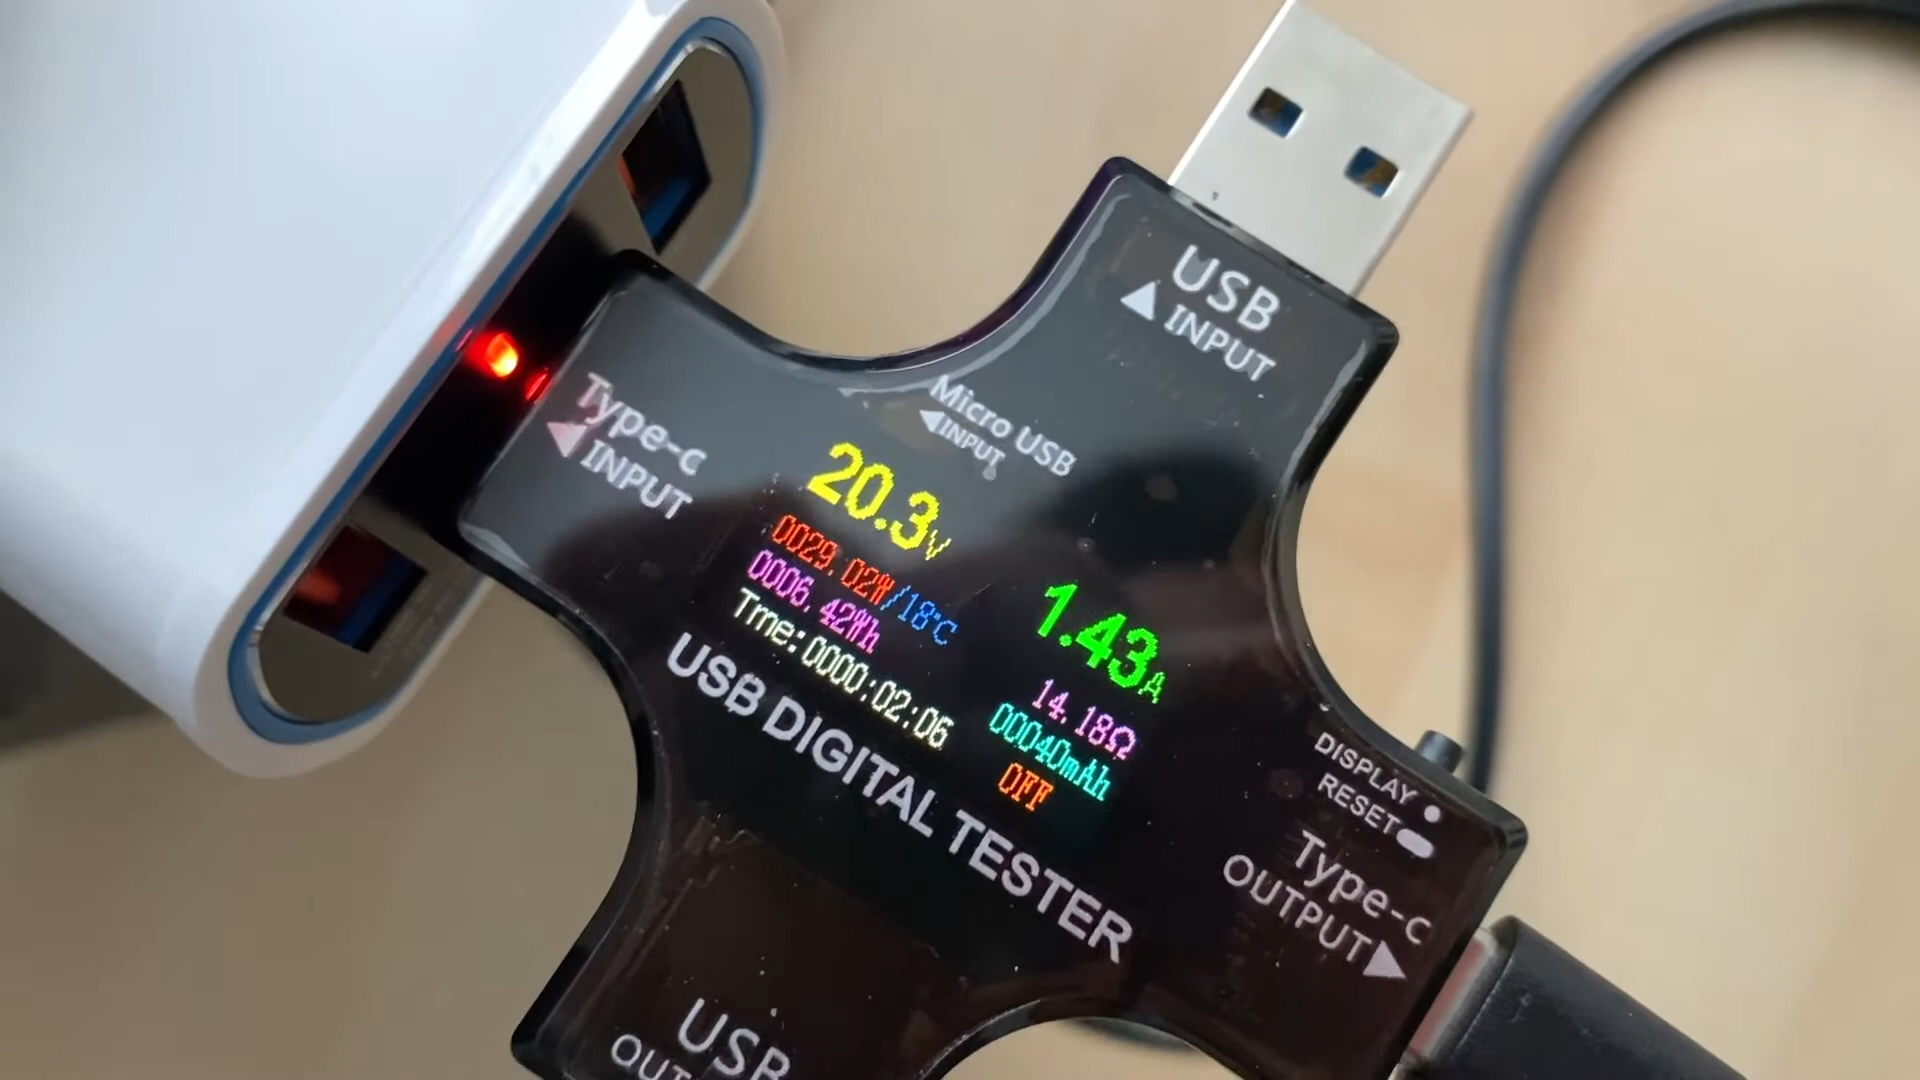 USB
INPUT
Micro USB
INPUT
Type-c
INPUT
20.3V
0029.02W/18℃
0006.42Wh
Tme:0000:02:06
1.43A
14.18Ω
00040mAh
OFF
USB DIGITAL TESTER
DISPLAY
RESET
Type-c
OUTPUT
USB
OUT